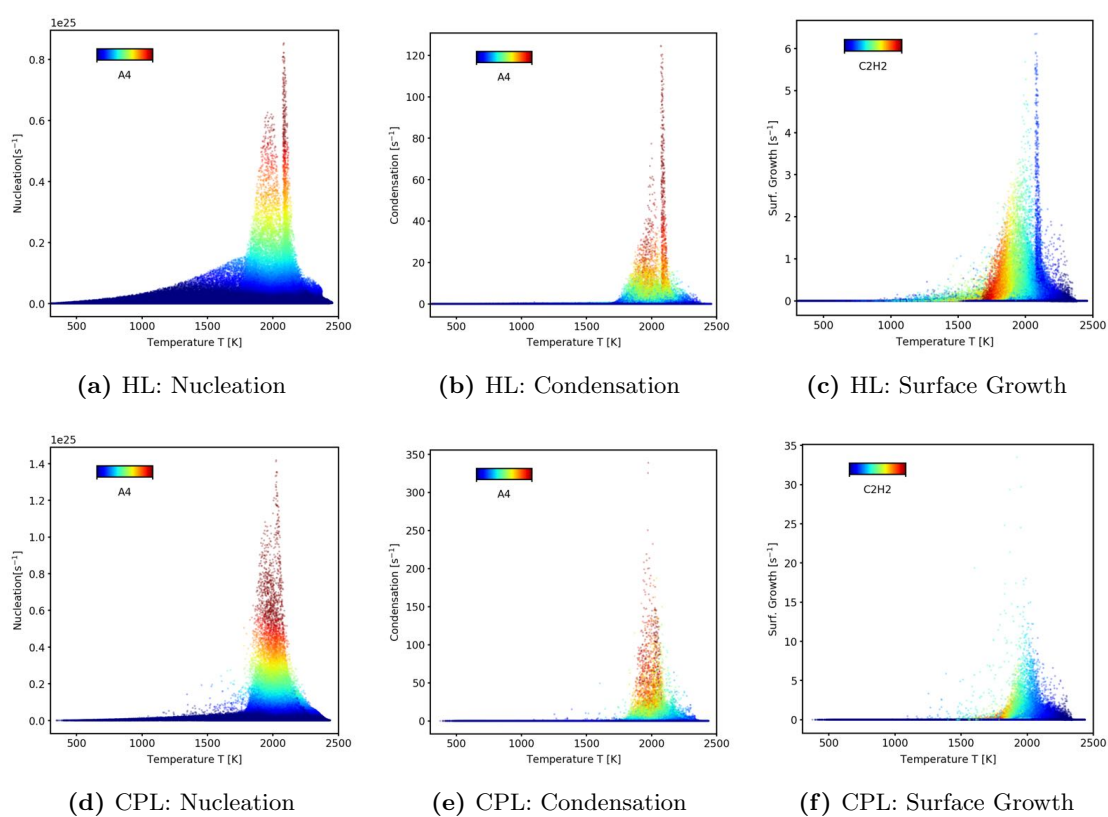 1e25
A4
Nucleation[s⁻¹]
0.8
0.6
0.4
0.2
0.0
500 1000 1500 2000 2500
Temperature T [K]
(a) HL: Nucleation
A4
Condensation [s⁻¹]
120
100
80
60
40
20
0
500 1000 1500 2000 2500
Temperature T [K]
(b) HL: Condensation
C2H2
Surf. Growth [s⁻¹]
6
5
4
3
2
1
0
500 1000 1500 2000 2500
Temperature T [K]
(c) HL: Surface Growth
1e25
A4
Nucleation[s⁻¹]
1.4
1.2
1.0
0.8
0.6
0.4
0.2
0.0
500 1000 1500 2000 2500
Temperature T [K]
(d) CPL: Nucleation
A4
Condensation [s⁻¹]
350
300
250
200
150
100
50
0
500 1000 1500 2000 2500
Temperature T [K]
(e) CPL: Condensation
C2H2
Surf. Growth [s⁻¹]
35
30
25
20
15
10
5
0
500 1000 1500 2000 2500
Temperature T [K]
(f) CPL: Surface Growth